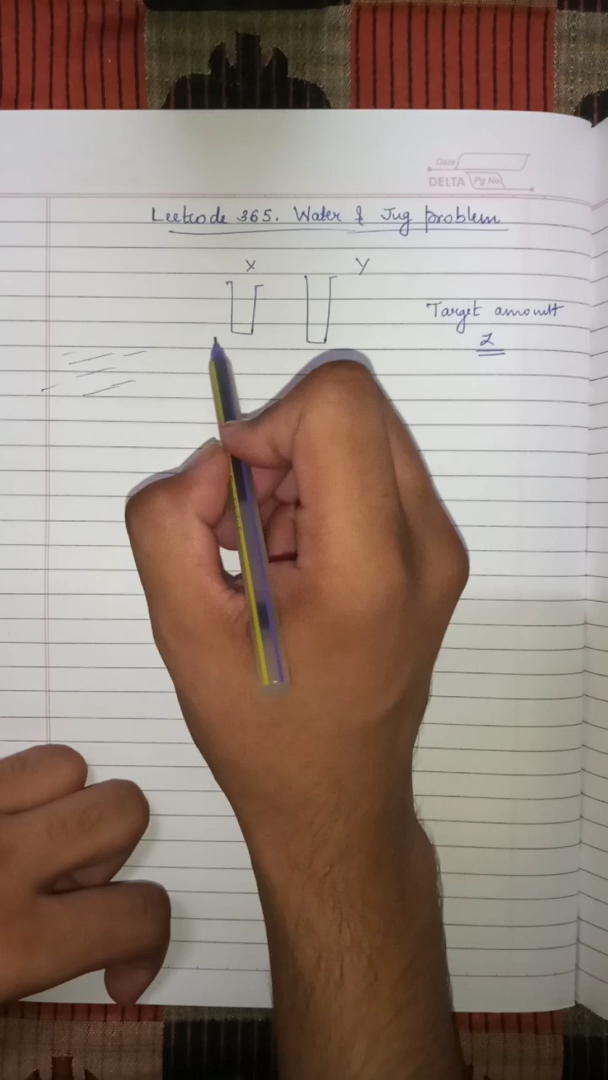 Date
DELTA Pg No.
Leetcode 365. Water & Jug problem
X Y
Target amount
z